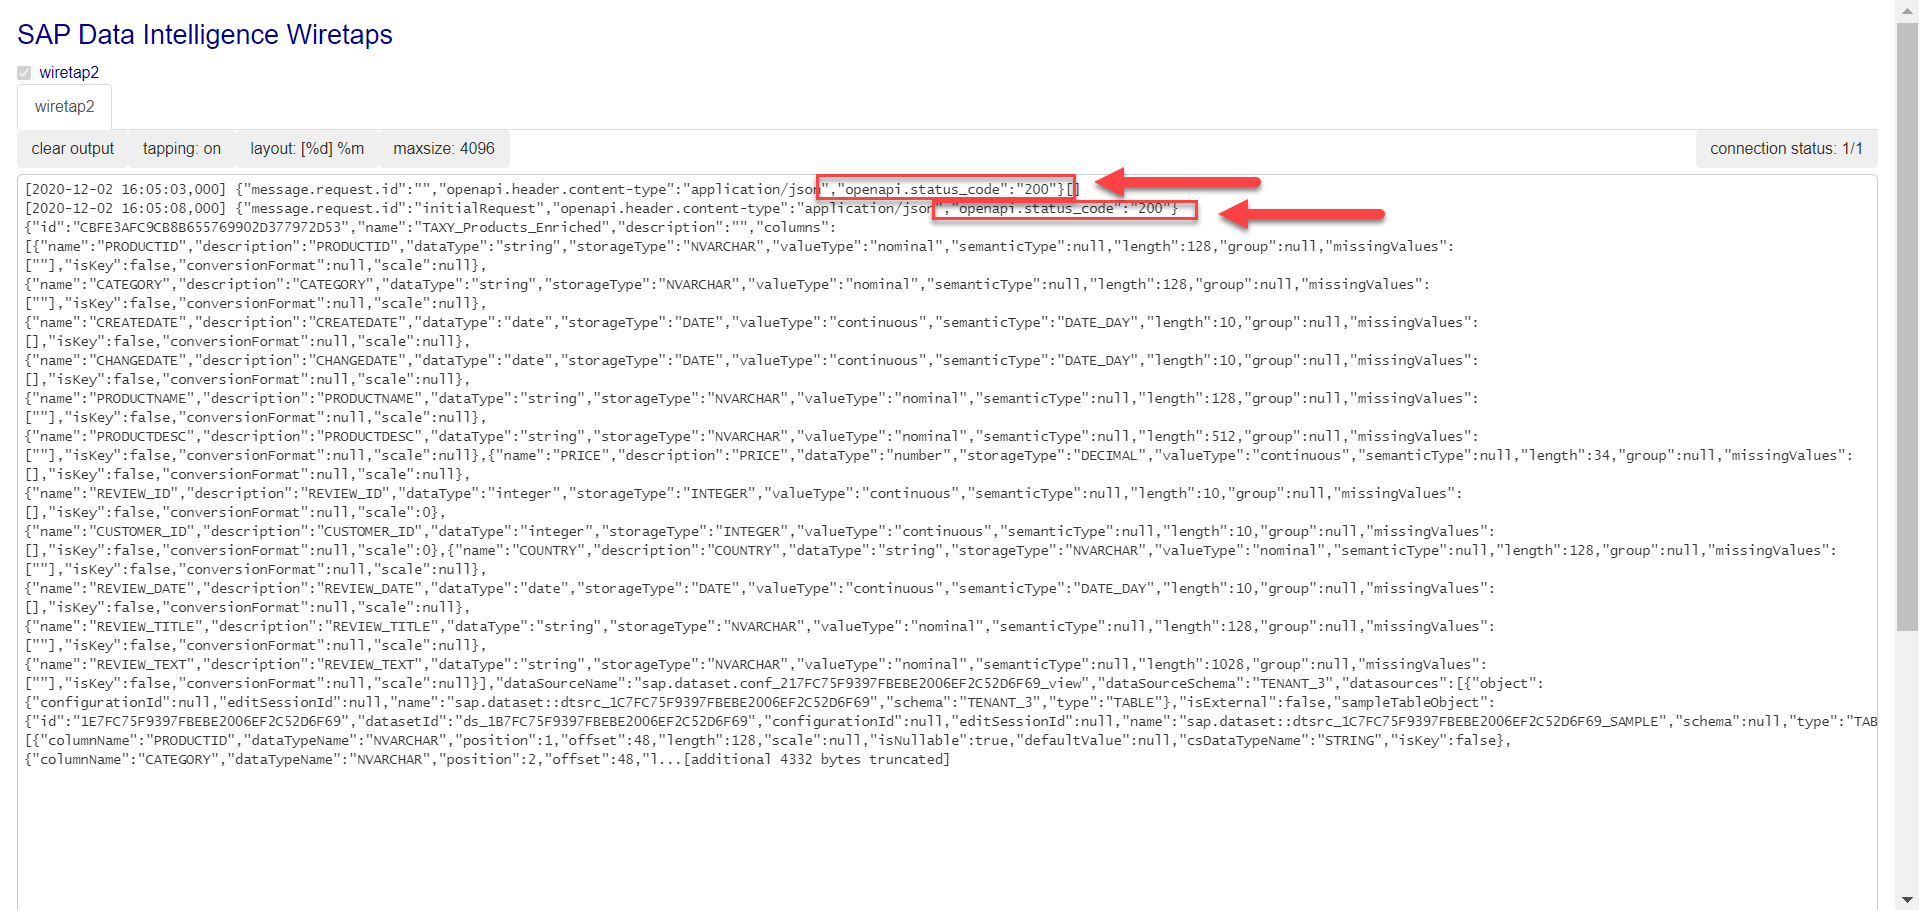 SAP Data Intelligence Wiretaps
wiretap2
wiretap2
clear output tapping: on layout: [%d] %m maxsize: 4096 connection status: 1/1
[2020-12-02 16:05:03,000] {"message.request.id":"","openapi.header.content-type":"application/json","openapi.status_code":"200"}[]
[2020-12-02 16:05:08,000] {"message.request.id":"initialRequest","openapi.header.content-type":"application/json","openapi.status_code":"200"}
{"id":"CBFE3AFC9CB8B655769902D377972D53","name":"TAXY_Products_Enriched","description":"","columns":
[{"name":"PRODUCTID","description":"PRODUCTID","dataType":"string","storageType":"NVARCHAR","valueType":"nominal","semanticType":null,"length":128,"group":null,"missingValues":
[""],"isKey":false,"conversionFormat":null,"scale":null},
{"name":"CATEGORY","description":"CATEGORY","dataType":"string","storageType":"NVARCHAR","valueType":"nominal","semanticType":null,"length":128,"group":null,"missingValues":
[""],"isKey":false,"conversionFormat":null,"scale":null},
{"name":"CREATEDATE","description":"CREATEDATE","dataType":"date","storageType":"DATE","valueType":"continuous","semanticType":"DATE_DAY","length":10,"group":null,"missingValues":
[],"isKey":false,"conversionFormat":null,"scale":null},
{"name":"CHANGEDATE","description":"CHANGEDATE","dataType":"date","storageType":"DATE","valueType":"continuous","semanticType":"DATE_DAY","length":10,"group":null,"missingValues":
[],"isKey":false,"conversionFormat":null,"scale":null},
{"name":"PRODUCTNAME","description":"PRODUCTNAME","dataType":"string","storageType":"NVARCHAR","valueType":"nominal","semanticType":null,"length":128,"group":null,"missingValues":
[""],"isKey":false,"conversionFormat":null,"scale":null},
{"name":"PRODUCTDESC","description":"PRODUCTDESC","dataType":"string","storageType":"NVARCHAR","valueType":"nominal","semanticType":null,"length":512,"group":null,"missingValues":
[""],"isKey":false,"conversionFormat":null,"scale":null},{"name":"PRICE","description":"PRICE","dataType":"number","storageType":"DECIMAL","valueType":"continuous","semanticType":null,"length":34,"group":null,"missingValues":
[],"isKey":false,"conversionFormat":null,"scale":null},
{"name":"REVIEW_ID","description":"REVIEW_ID","dataType":"integer","storageType":"INTEGER","valueType":"continuous","semanticType":null,"length":10,"group":null,"missingValues":
[],"isKey":false,"conversionFormat":null,"scale":0},
{"name":"CUSTOMER_ID","description":"CUSTOMER_ID","dataType":"integer","storageType":"INTEGER","valueType":"continuous","semanticType":null,"length":10,"group":null,"missingValues":
[],"isKey":false,"conversionFormat":null,"scale":0},{"name":"COUNTRY","description":"COUNTRY","dataType":"string","storageType":"NVARCHAR","valueType":"nominal","semanticType":null,"length":128,"group":null,"missingValues":
[""],"isKey":false,"conversionFormat":null,"scale":null},
{"name":"REVIEW_DATE","description":"REVIEW_DATE","dataType":"date","storageType":"DATE","valueType":"continuous","semanticType":"DATE_DAY","length":10,"group":null,"missingValues":
[],"isKey":false,"conversionFormat":null,"scale":null},
{"name":"REVIEW_TITLE","description":"REVIEW_TITLE","dataType":"string","storageType":"NVARCHAR","valueType":"nominal","semanticType":null,"length":128,"group":null,"missingValues":
[""],"isKey":false,"conversionFormat":null,"scale":null},
{"name":"REVIEW_TEXT","description":"REVIEW_TEXT","dataType":"string","storageType":"NVARCHAR","valueType":"nominal","semanticType":null,"length":1028,"group":null,"missingValues":
[""],"isKey":false,"conversionFormat":null,"scale":null}],"dataSourceName":"sap.dataset.conf_217FC75F9397FBEBE2006EF2C52D6F69_view","dataSourceSchema":"TENANT_3","datasources":[{"object":
{"configurationId":null,"editSessionId":null,"name":"sap.dataset::dtsrc_1C7FC75F9397FBEBE2006EF2C52D6F69","schema":"TENANT_3","type":"TABLE"},"isExternal":false,"sampleTableObject":
{"id":"1E7FC75F9397FBEBE2006EF2C52D6F69","datasetId":"ds_1B7FC75F9397FBEBE2006EF2C52D6F69","configurationId":null,"editSessionId":null,"name":"sap.dataset::dtsrc_1C7FC75F9397FBEBE2006EF2C52D6F69_SAMPLE","schema":null,"type":"TAB
[{"columnName":"PRODUCTID","dataTypeName":"NVARCHAR","position":1,"offset":48,"length":128,"scale":null,"isNullable":true,"defaultValue":null,"csDataTypeName":"STRING","isKey":false},
{"columnName":"CATEGORY","dataTypeName":"NVARCHAR","position":2,"offset":48,"l...[additional 4332 bytes truncated]